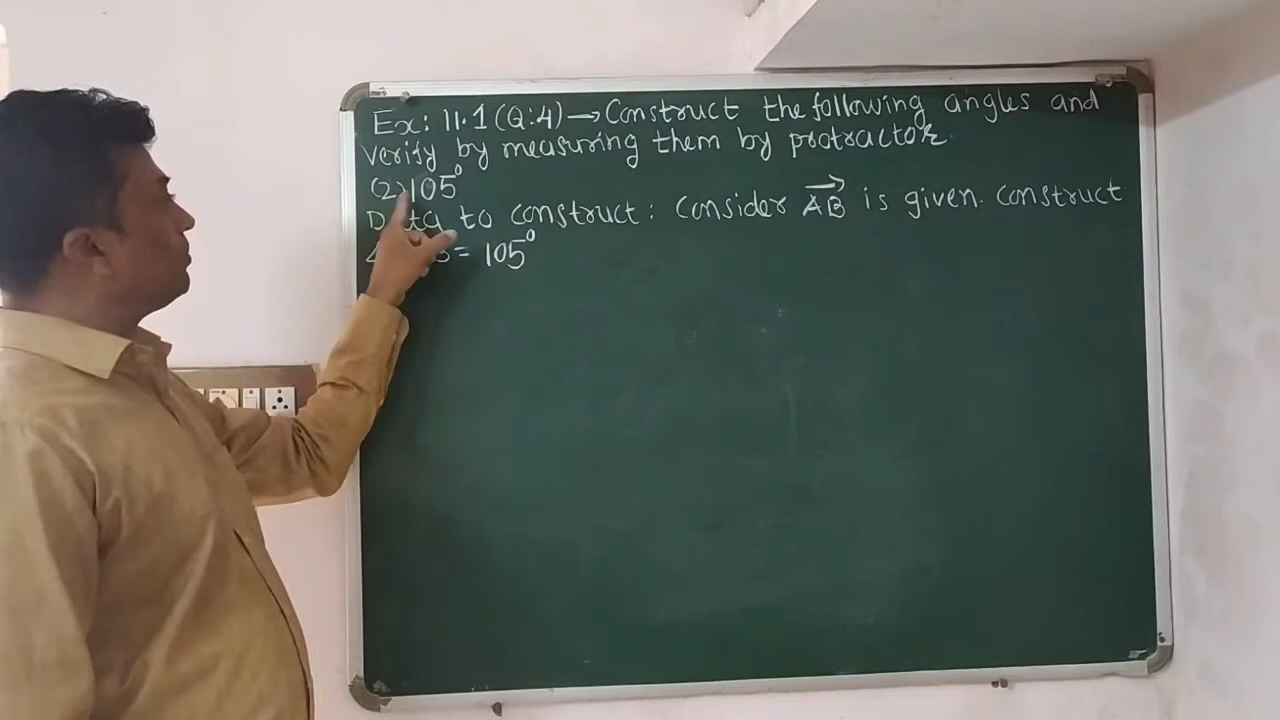 Ex: 11.1 (Q:4) → Construct the following angles and
verify by measuring them by protractor.
(2) 105°
Data to construct: Consider AB is given. construct
= 105°